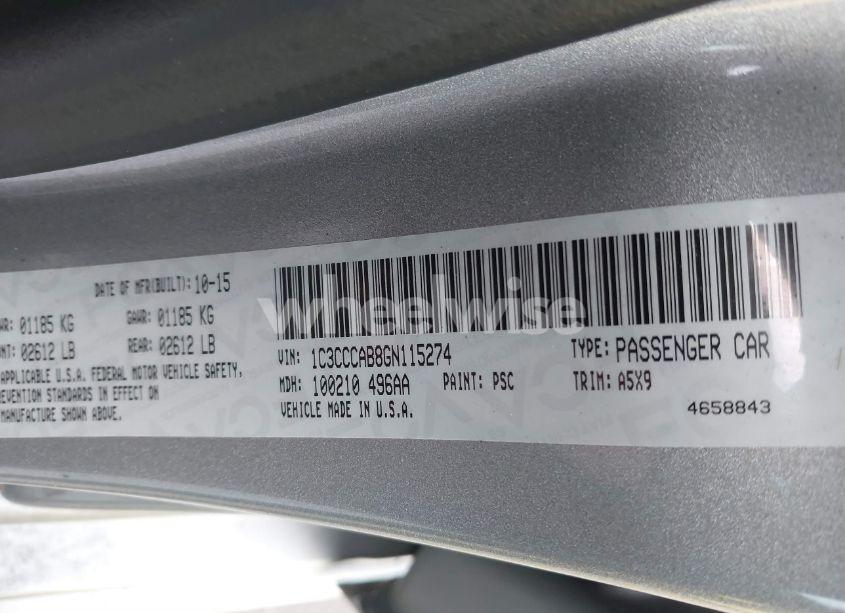 DATE OF MFR(BUILT): 10-15
01185 KG GAWR: 01185 KG
02612 LB REAR: 02612 LB
APPLICABLE U.S.A. FEDERAL MOTOR VEHICLE SAFETY,
STANDARDS IN EFFECT ON
MANUFACTURE SHOWN ABOVE.
wheelwise
VIN: 1C3CCCAB8GN115274 TYPE: PASSENGER CAR
MDH: 100210 496AA PAINT: PSC TRIM: A5X9
VEHICLE MADE IN U.S.A. 4658843